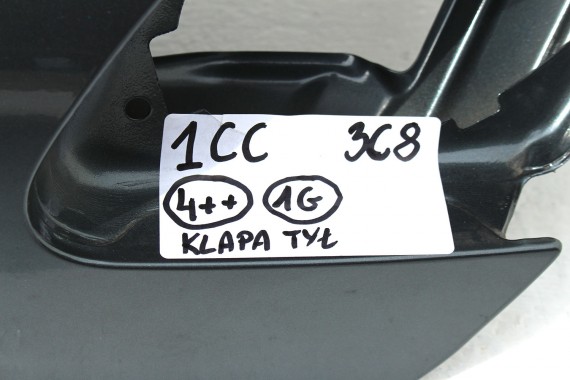 1CC 3C8
4++ 1G
KLAPA TYŁ